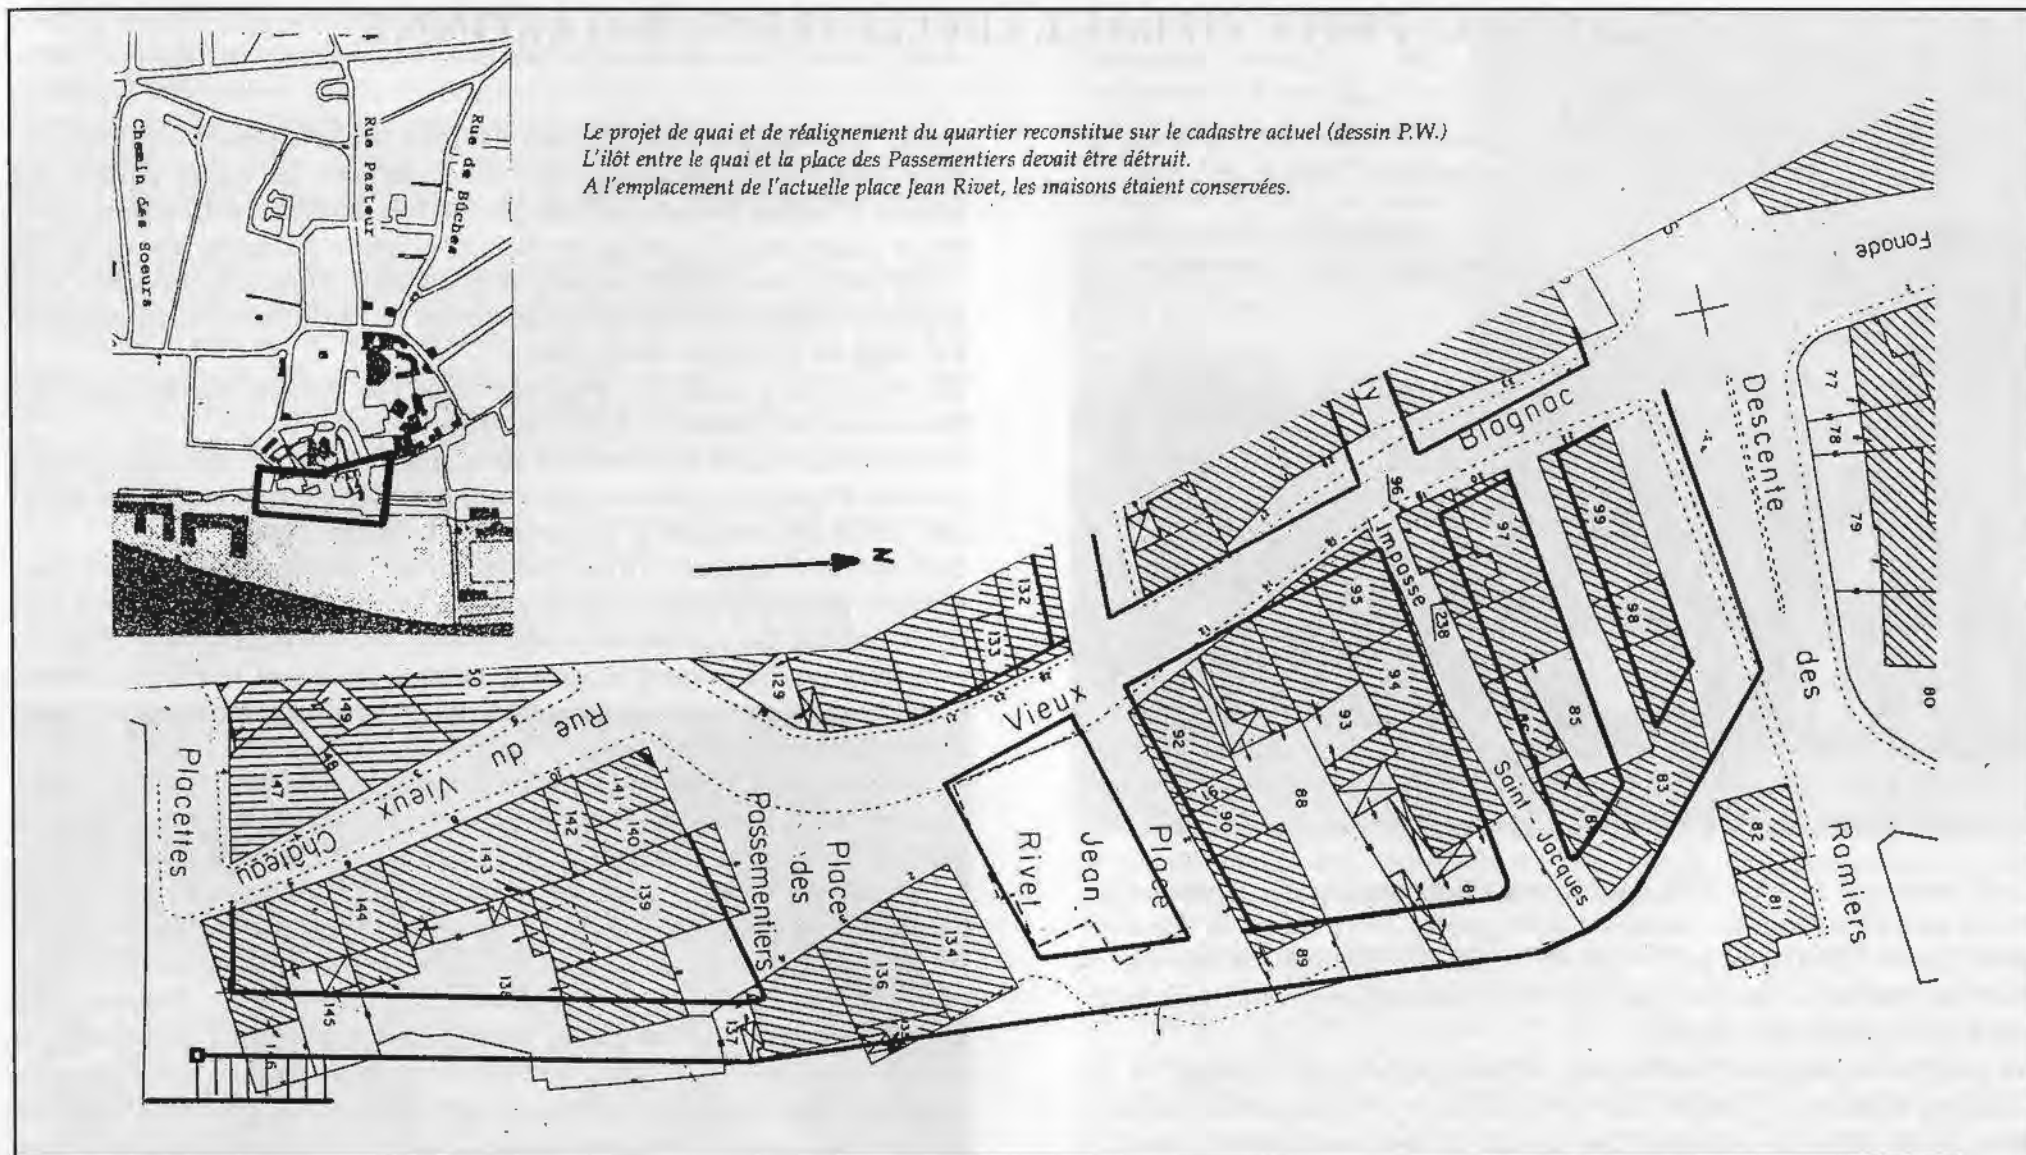 Le projet de quai et de réalignement du quartier reconstitue sur le cadastre actuel (dessin P.W.)
L'ilôt entre le quai et la place des Passementiers devait être détruit.
A l'emplacement de l'actuelle place Jean Rivet, les maisons étaient conservées.
Chemin des Soeurs
Rue Pasteur
Rue de Bûches
N
Fonade
Descente
des
Ramiers
77
78
79
80
82
81
Blagnac
Vieux
96
97
99
98
238
Impasse
Saint-Jacques
95
94
93
92
90
88
89
85
83
132
133
129
Place
Jean
Rivet
Place
des
Passementiers
134
136
137
Rue du
Château
Vieux
Placettes
149
148
147
141
140
142
143
139
144
145